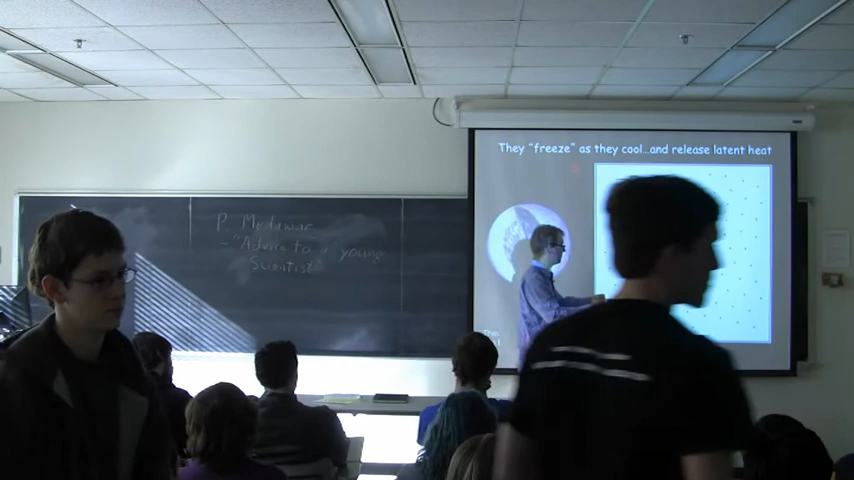 They "freeze" as they cool...and release latent heat
P Medawar
- "Advice to a young
Scientist"